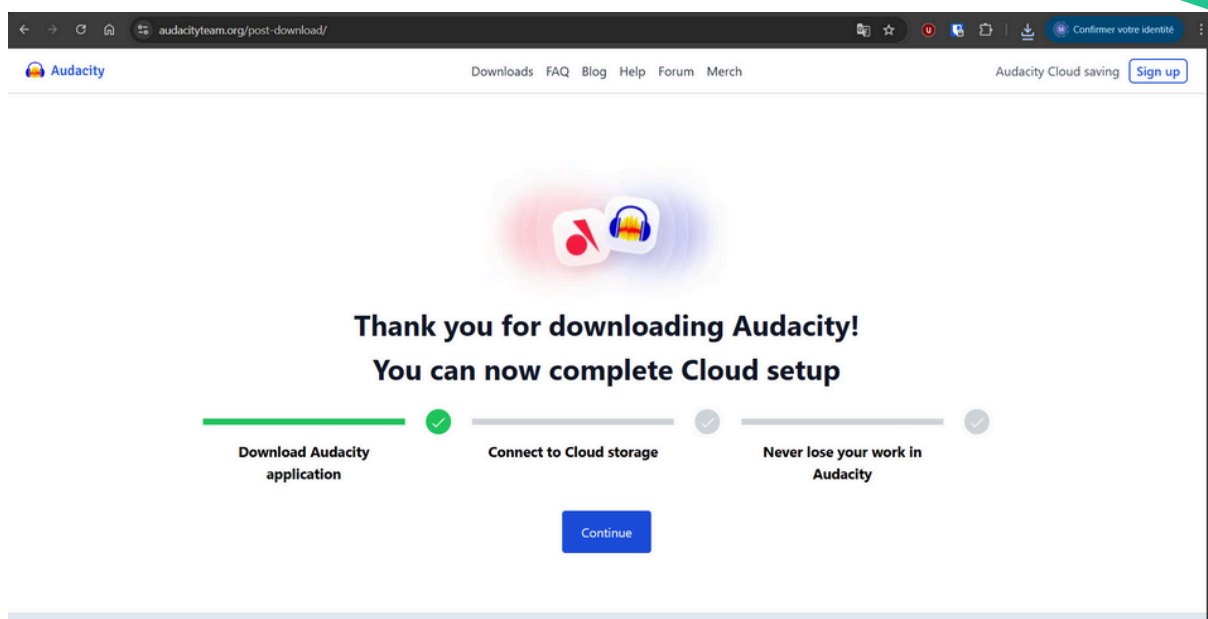 audacityteam.org/post-download/
Confirmer votre identité
Audacity
Downloads FAQ Blog Help Forum Merch
Audacity Cloud saving Sign up
Thank you for downloading Audacity!
You can now complete Cloud setup
Download Audacity
application
Connect to Cloud storage
Never lose your work in
Audacity
Continue